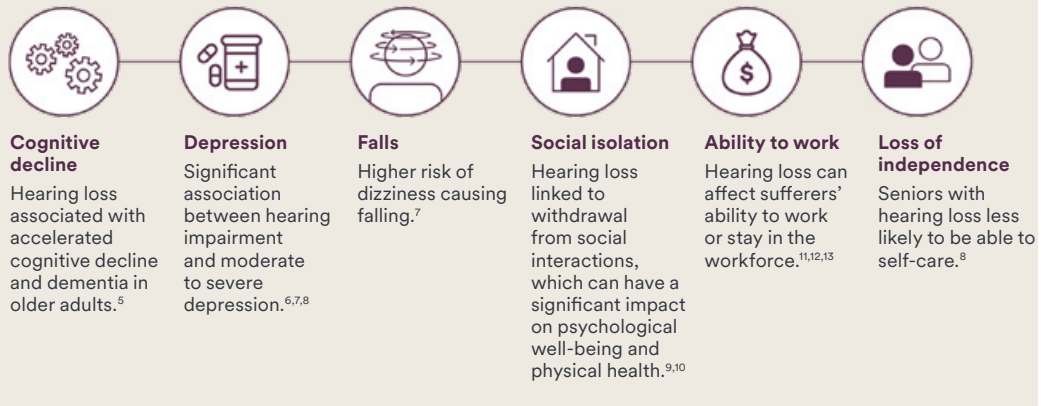 $
Cognitive
decline
Hearing loss
associated with
accelerated
cognitive decline
and dementia in
older adults.5
Depression
Significant
association
between hearing
impairment
and moderate
to severe
depression.6,7,8
Falls
Higher risk of
dizziness causing
falling.7
Social isolation
Hearing loss
linked to
withdrawal
from social
interactions,
which can have a
significant impact
on psychological
well-being and
physical health.9,10
Ability to work
Hearing loss can
affect sufferers’
ability to work
or stay in the
workforce.11,12,13
Loss of
independence
Seniors with
hearing loss less
likely to be able to
self-care.8